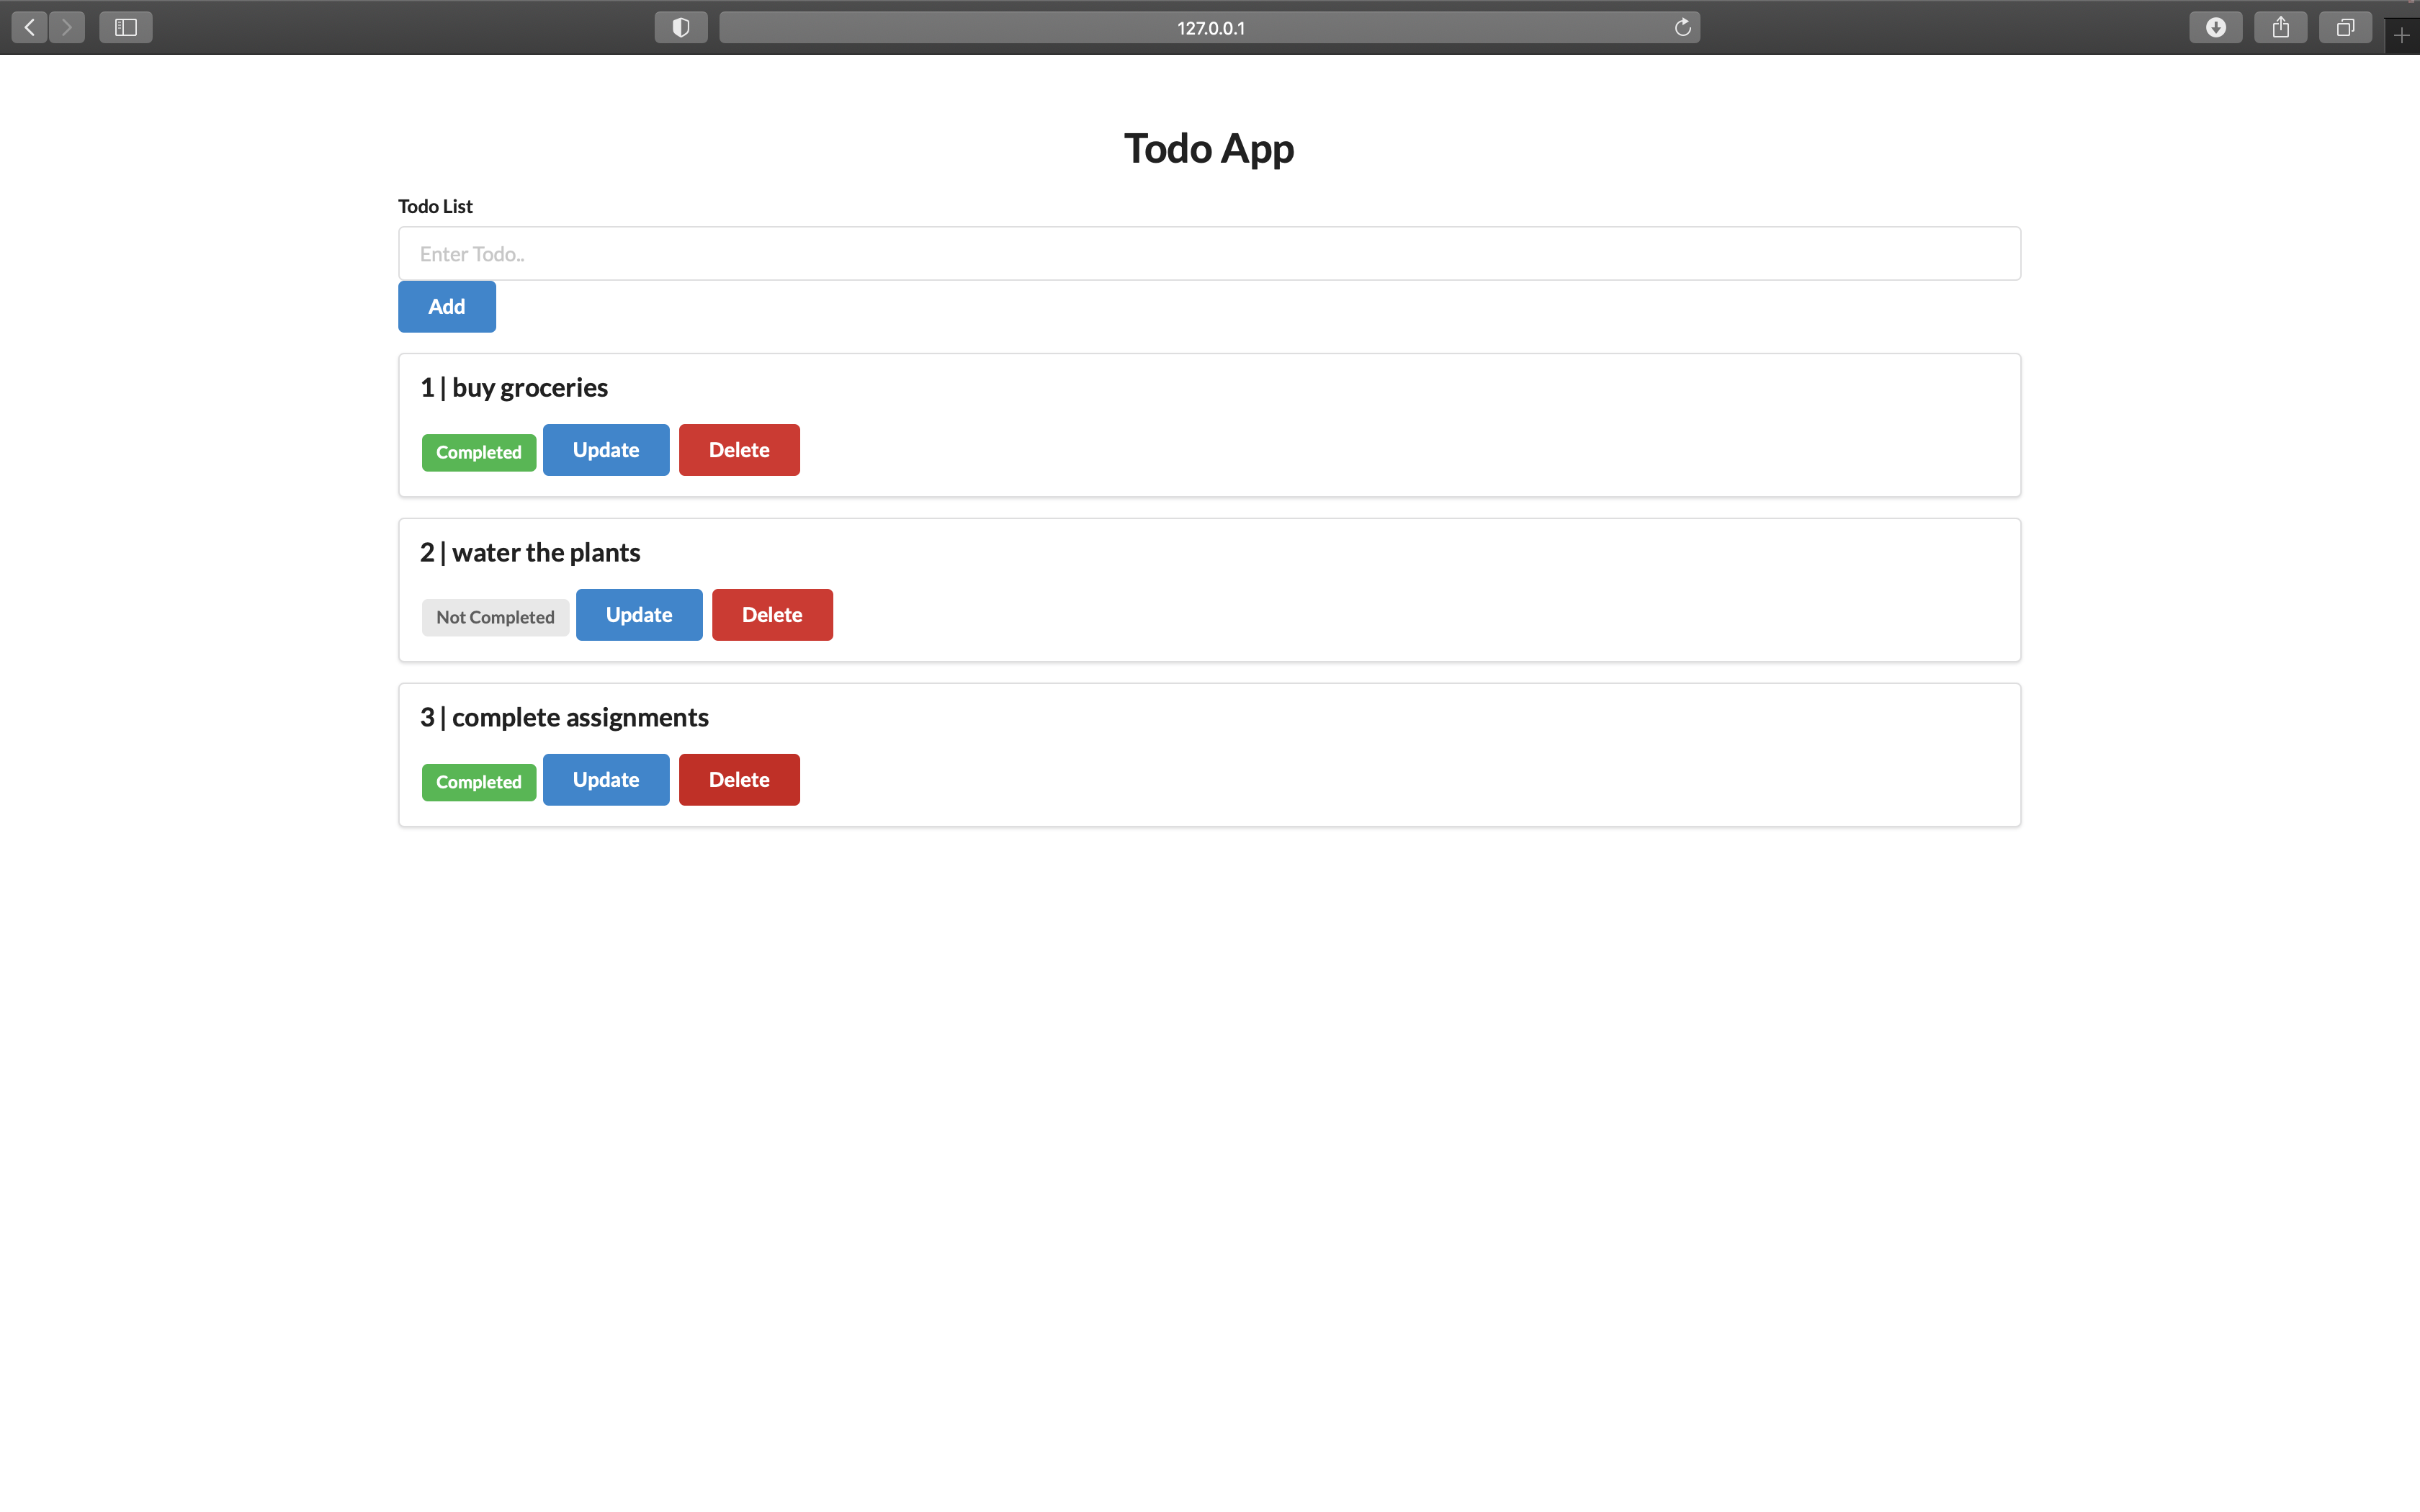 127.0.0.1
Todo App
Todo List
Enter Todo..
Add
1 | buy groceries
Completed Update Delete
2 | water the plants
Not Completed Update Delete
3 | complete assignments
Completed Update Delete